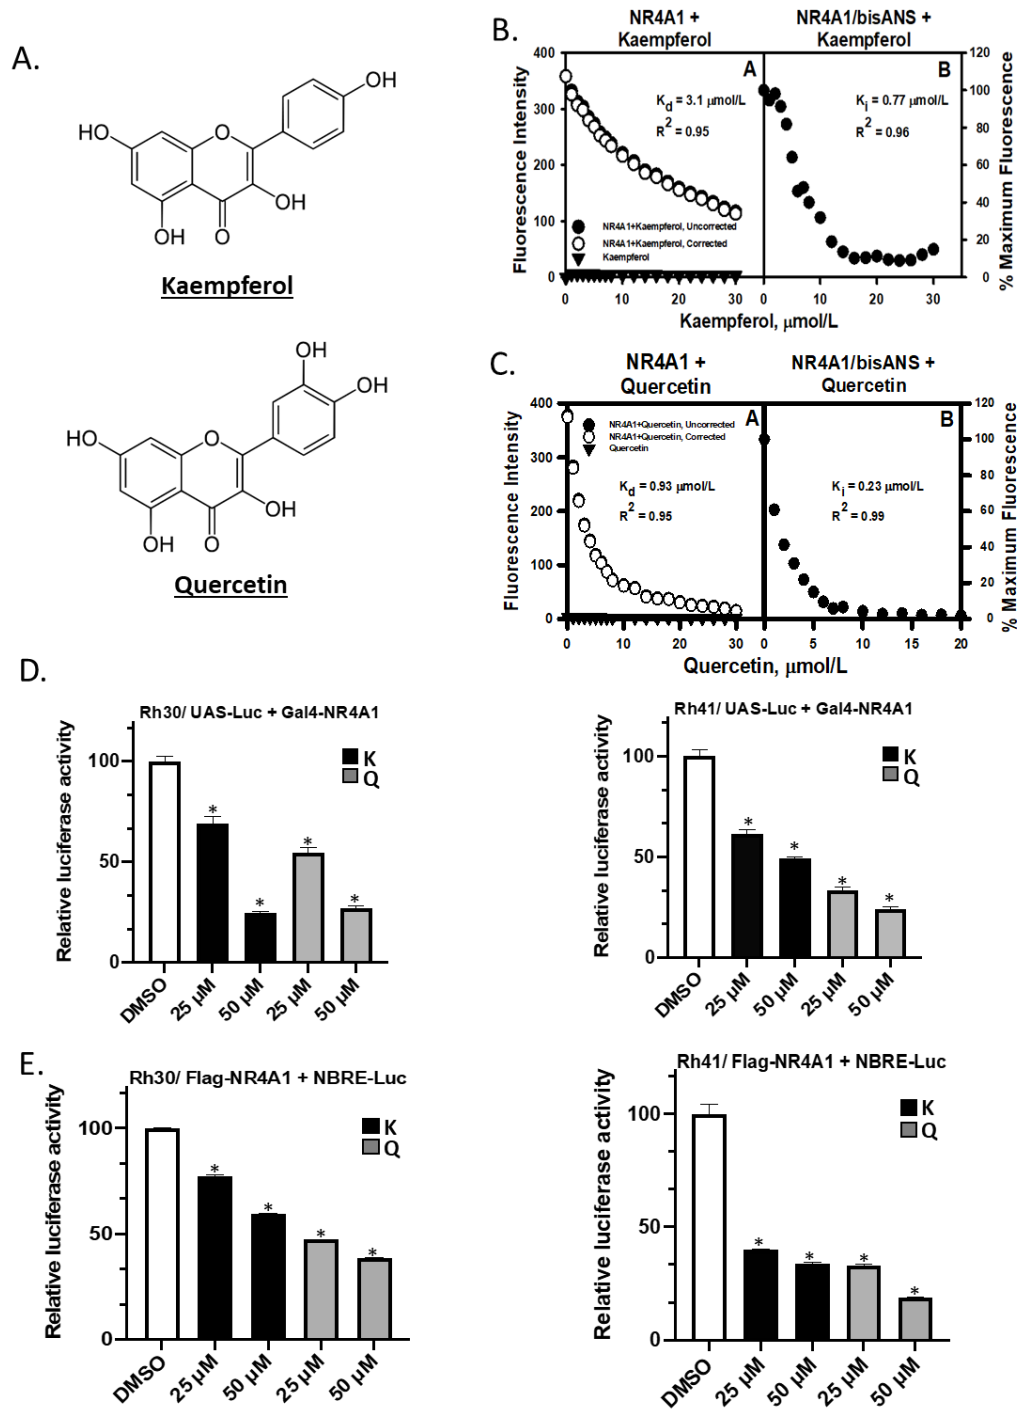 A.
OH
HO
O
OH
OH
O
Kaempferol
OH
OH
HO
O
OH
OH
O
Quercetin
B.
NR4A1 +
Kaempferol
NR4A1/bisANS +
Kaempferol
Fluorescence Intensity
400
300
200
100
0
A
Kd = 3.1 µmol/L
R2 = 0.95
NR4A1+Kaempferol, Uncorrected
NR4A1+Kaempferol, Corrected
Kaempferol
0 10 20 30
B
Ki = 0.77 µmol/L
R2 = 0.96
0 10 20 30
120
100
80
60
40
20
0
% Maximum Fluorescence
Kaempferol, µmol/L
C.
NR4A1 +
Quercetin
NR4A1/bisANS +
Quercetin
Fluorescence Intensity
400
300
200
100
0
A
NR4A1+Quercetin, Uncorrected
NR4A1+Quercetin, Corrected
Quercetin
Kd = 0.93 µmol/L
R2 = 0.95
0 10 20 30
B
Ki = 0.23 µmol/L
R2 = 0.99
0 5 10 15 20
120
100
80
60
40
20
0
% Maximum Fluorescence
Quercetin, µmol/L
D.
Rh30/ UAS-Luc + Gal4-NR4A1
Relative luciferase activity
100
50
0
K
Q
* * * *
DMSO 25 µM 50 µM 25 µM 50 µM
Rh41/ UAS-Luc + Gal4-NR4A1
Relative luciferase activity
100
50
0
K
Q
* * * *
DMSO 25 µM 50 µM 25 µM 50 µM
E.
Rh30/ Flag-NR4A1 + NBRE-Luc
Relative luciferase activity
100
50
0
K
Q
* * * *
DMSO 25 µM 50 µM 25 µM 50 µM
Rh41/ Flag-NR4A1 + NBRE-Luc
Relative luciferase activity
100
50
0
K
Q
* * * *
DMSO 25 µM 50 µM 25 µM 50 µM